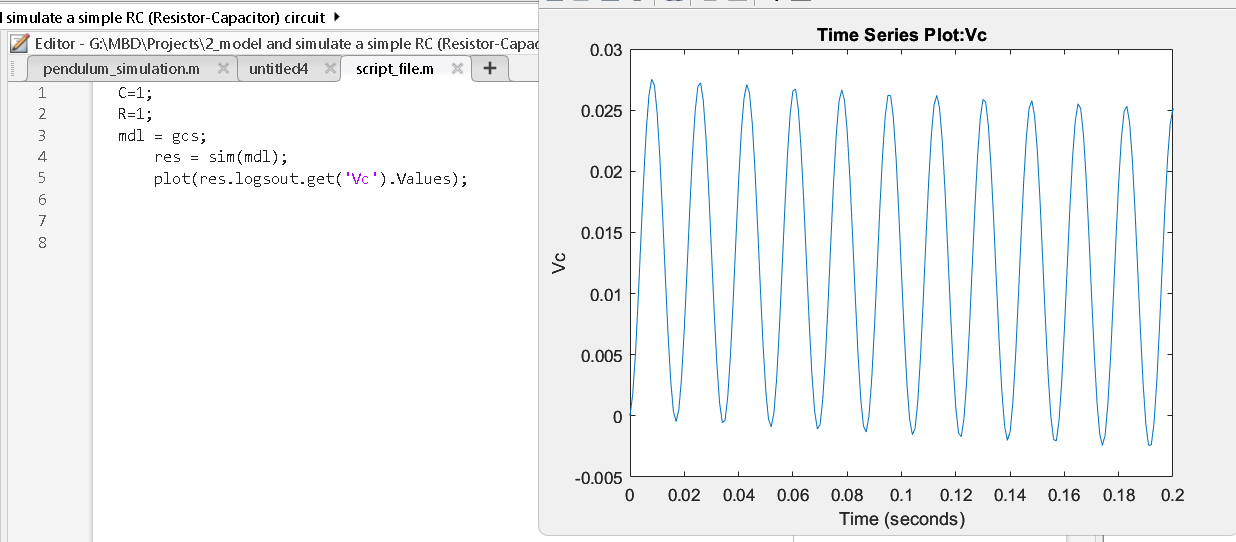 l simulate a simple RC (Resistor-Capacitor) circuit
Editor - G:\MBD\Projects\2_model and simulate a simple RC (Resistor-Capac
pendulum_simulation.m untitled4 script_file.m
1 C=1;
2 R=1;
3 mdl = gcs;
4 res = sim(mdl);
5 plot(res.logsout.get('Vc').Values);
6
7
8
Time Series Plot:Vc
0.03
0.025
0.02
0.015
0.01
0.005
0
-0.005
Vc
0 0.02 0.04 0.06 0.08 0.1 0.12 0.14 0.16 0.18 0.2
Time (seconds)